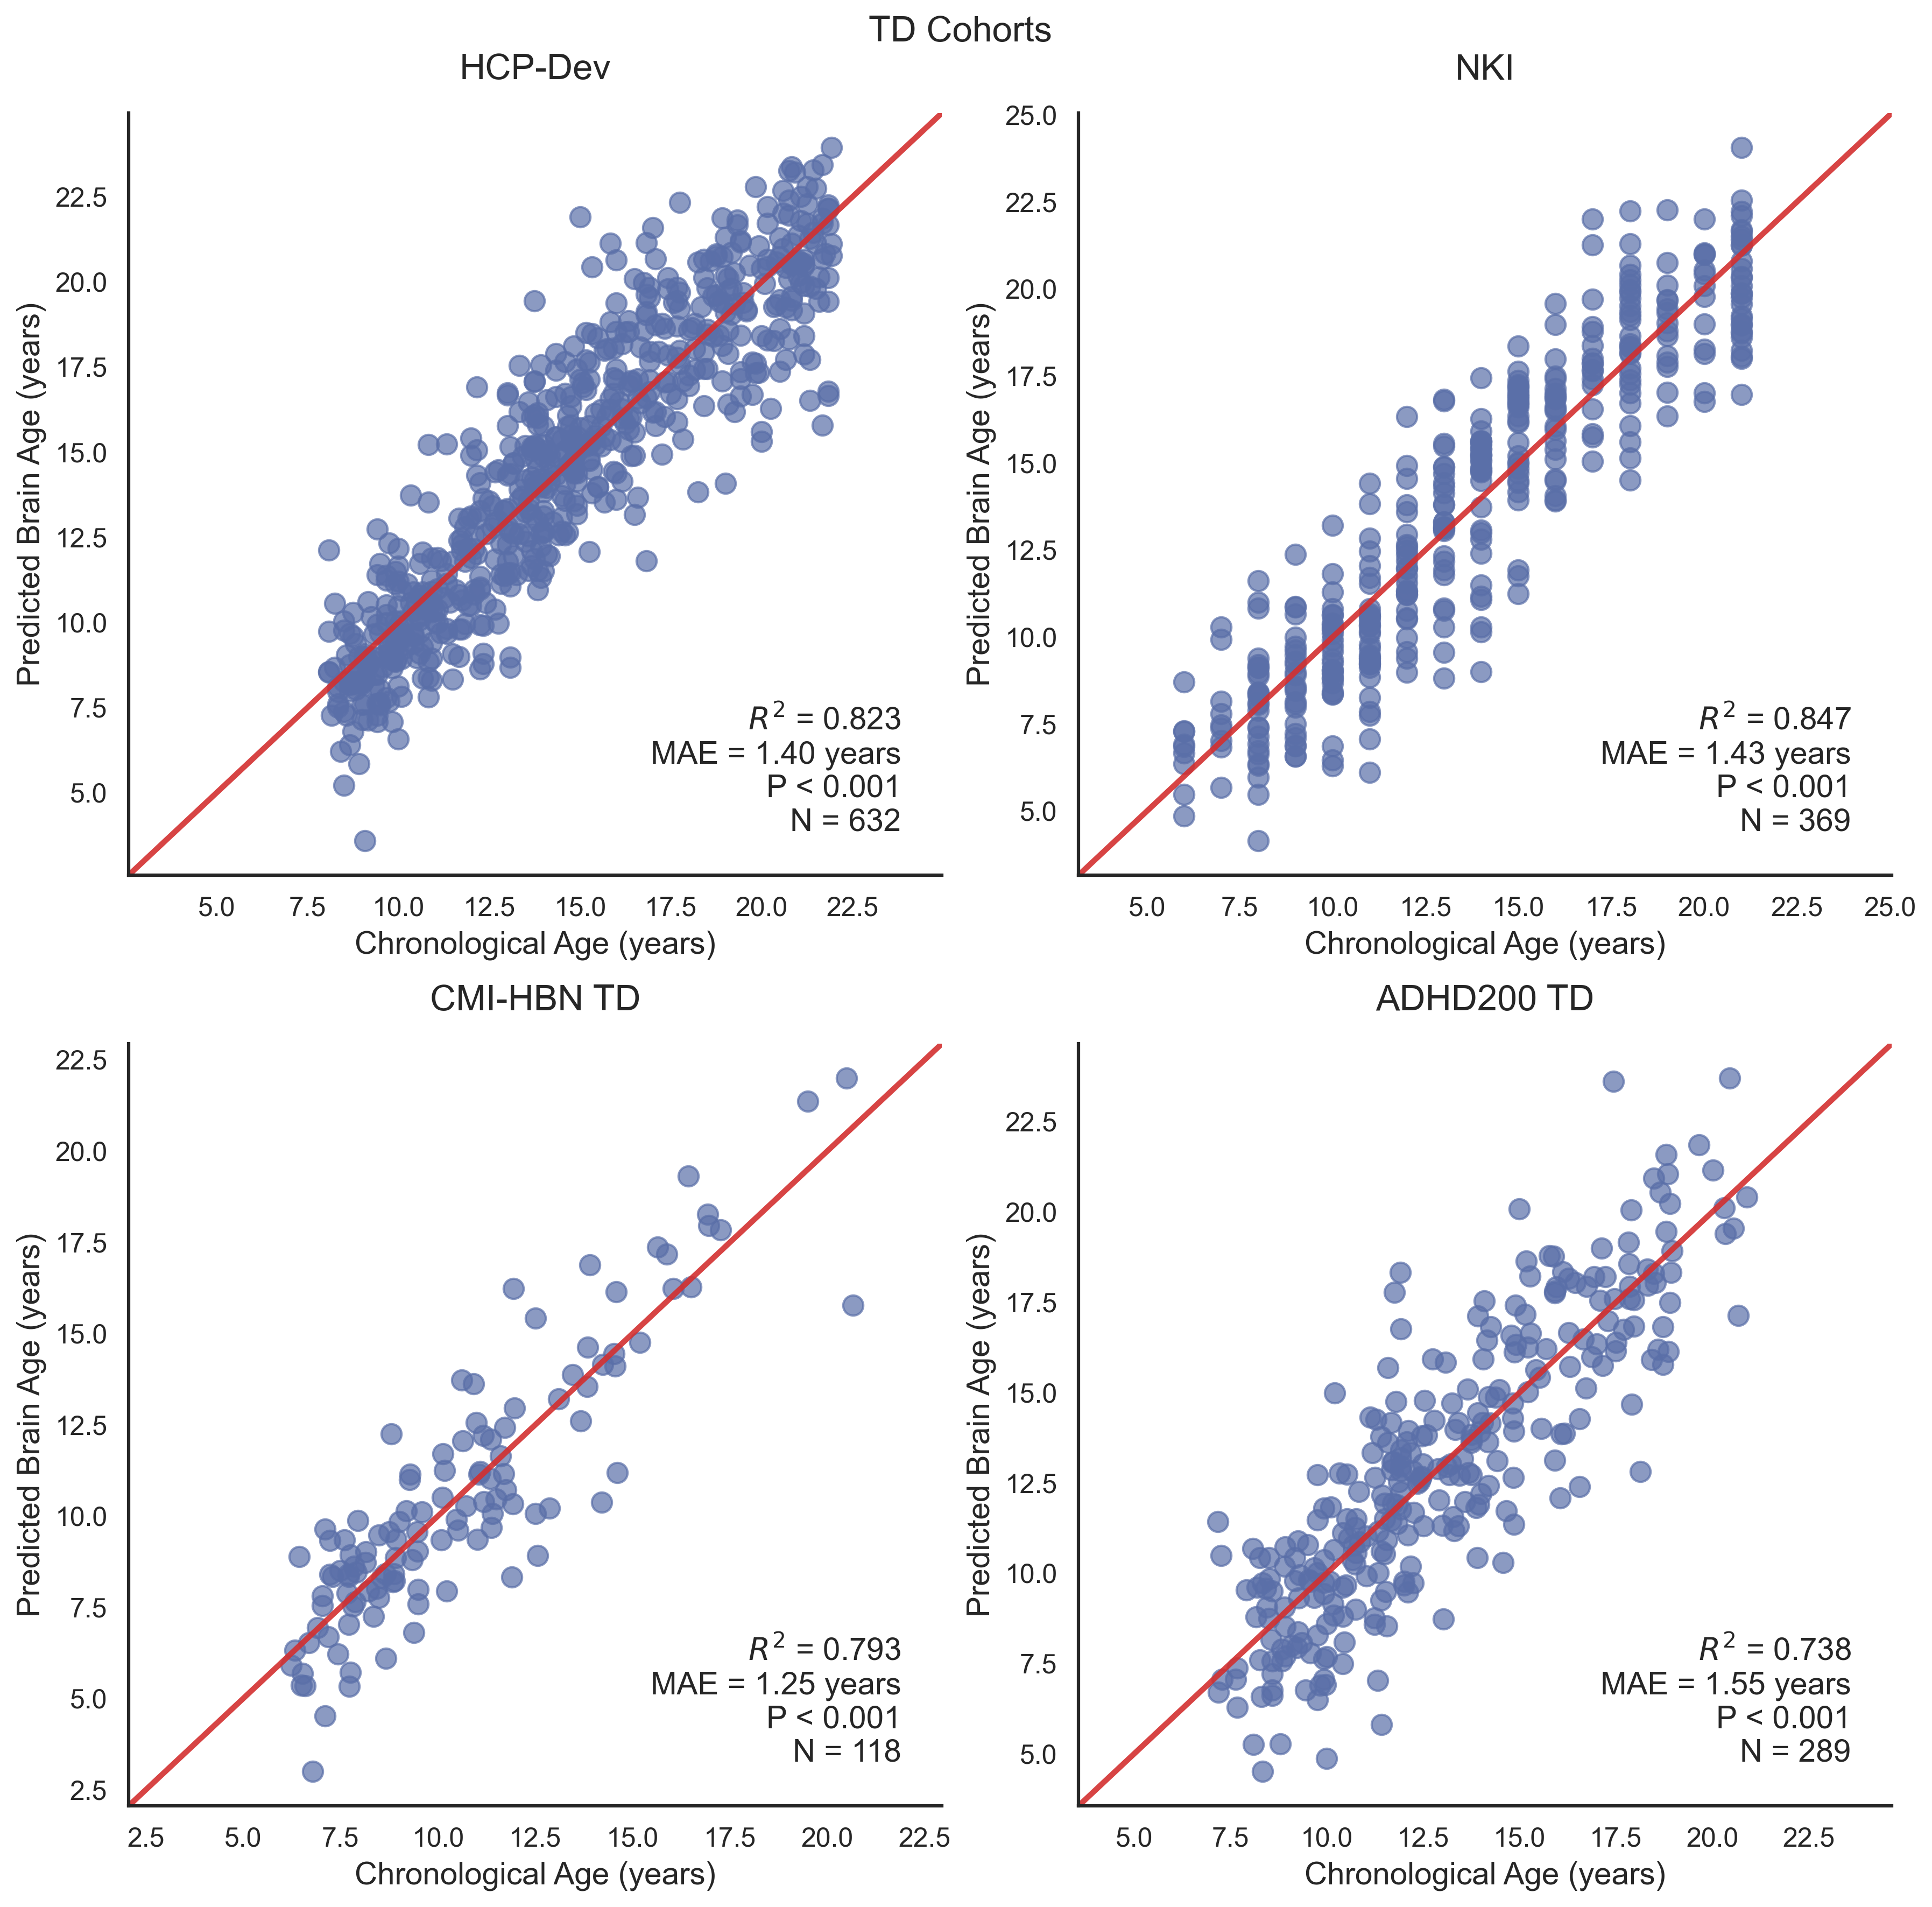 TD Cohorts
HCP-Dev
Predicted Brain Age (years)
22.5
20.0
17.5
15.0
12.5
10.0
7.5
5.0
R² = 0.823
MAE = 1.40 years
P < 0.001
N = 632
5.0 7.5 10.0 12.5 15.0 17.5 20.0 22.5
Chronological Age (years)
NKI
Predicted Brain Age (years)
25.0
22.5
20.0
17.5
15.0
12.5
10.0
7.5
5.0
R² = 0.847
MAE = 1.43 years
P < 0.001
N = 369
5.0 7.5 10.0 12.5 15.0 17.5 20.0 22.5 25.0
Chronological Age (years)
CMI-HBN TD
Predicted Brain Age (years)
22.5
20.0
17.5
15.0
12.5
10.0
7.5
5.0
2.5
R² = 0.793
MAE = 1.25 years
P < 0.001
N = 118
2.5 5.0 7.5 10.0 12.5 15.0 17.5 20.0 22.5
Chronological Age (years)
ADHD200 TD
Predicted Brain Age (years)
22.5
20.0
17.5
15.0
12.5
10.0
7.5
5.0
R² = 0.738
MAE = 1.55 years
P < 0.001
N = 289
5.0 7.5 10.0 12.5 15.0 17.5 20.0 22.5
Chronological Age (years)